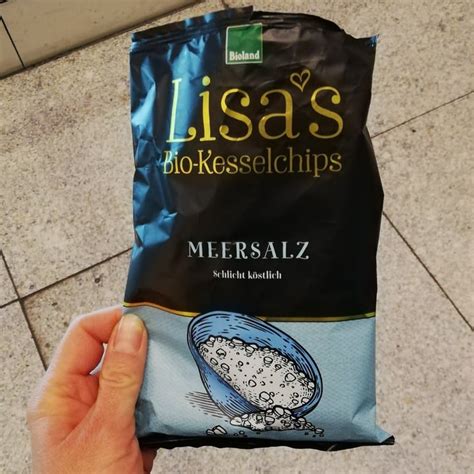 Bioland
Lisa's
Bio-Kesselchips
MEERSALZ
Schlicht köstlich